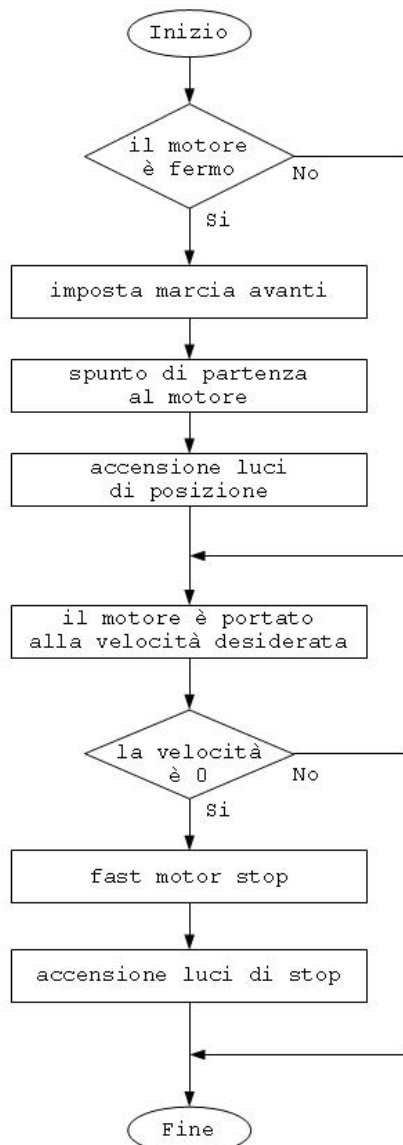 Inizio
il motore
è fermo
No
Si
imposta marcia avanti
spunto di partenza
al motore
accensione luci
di posizione
il motore è portato
alla velocità desiderata
la velocità
è 0
No
Si
fast motor stop
accensione luci di stop
Fine